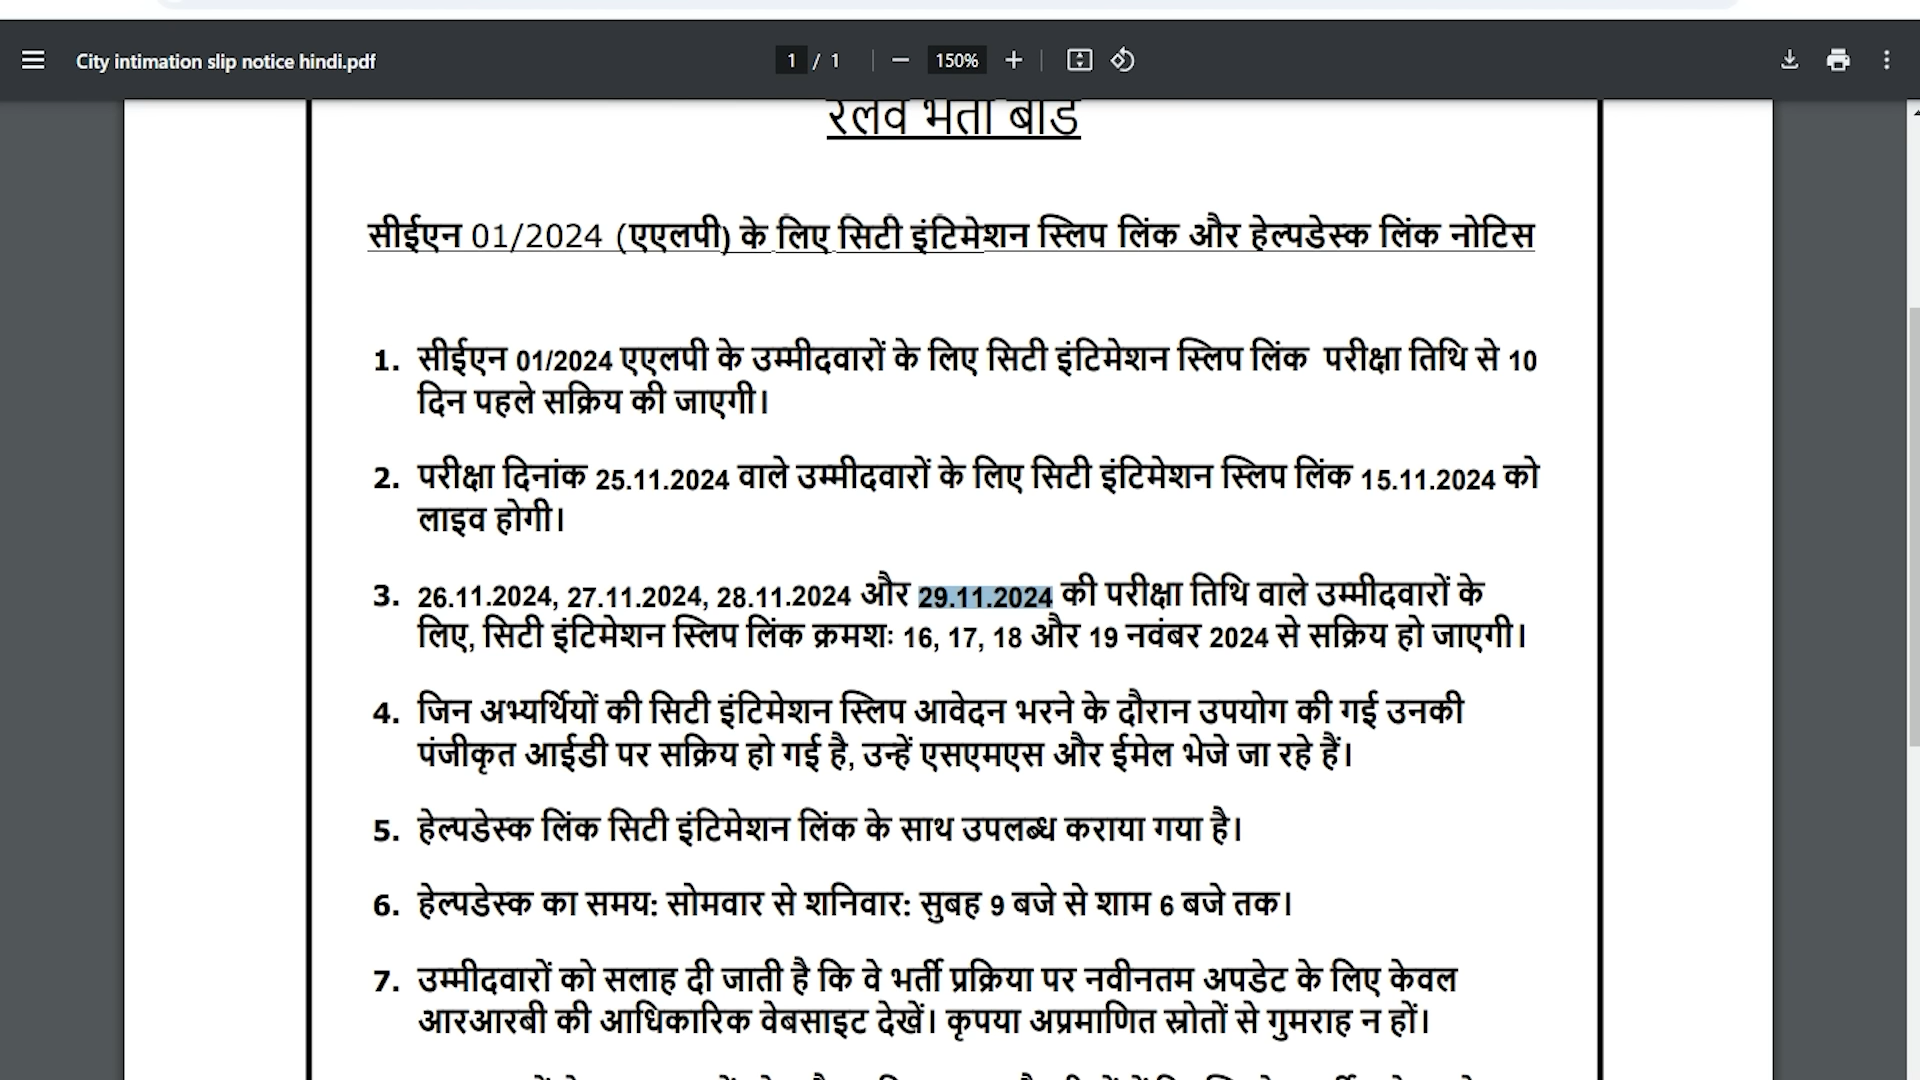 City intimation slip notice hindi.pdf
1 / 1
150%
सीईएन 01/2024 (एएलपी) के लिए सिटी इंटिमेशन स्लिप लिंक और हेल्पडेस्क लिंक नोटिस
1. सीईएन 01/2024 एएलपी के उम्मीदवारों के लिए सिटी इंटिमेशन स्लिप लिंक परीक्षा तिथि से 10
दिन पहले सक्रिय की जाएगी।
2. परीक्षा दिनांक 25.11.2024 वाले उम्मीदवारों के लिए सिटी इंटिमेशन स्लिप लिंक 15.11.2024 को
लाइव होगी।
3. 26.11.2024, 27.11.2024, 28.11.2024 और 29.11.2024 की परीक्षा तिथि वाले उम्मीदवारों के
लिए, सिटी इंटिमेशन स्लिप लिंक क्रमशः 16, 17, 18 और 19 नवंबर 2024 से सक्रिय हो जाएगी।
4. जिन अभ्यर्थियों की सिटी इंटिमेशन स्लिप आवेदन भरने के दौरान उपयोग की गई उनकी
पंजीकृत आईडी पर सक्रिय हो गई है, उन्हें एसएमएस और ईमेल भेजे जा रहे हैं।
5. हेल्पडेस्क लिंक सिटी इंटिमेशन लिंक के साथ उपलब्ध कराया गया है।
6. हेल्पडेस्क का समय: सोमवार से शनिवार: सुबह 9 बजे से शाम 6 बजे तक।
7. उम्मीदवारों को सलाह दी जाती है कि वे भर्ती प्रक्रिया पर नवीनतम अपडेट के लिए केवल
आरआरबी की आधिकारिक वेबसाइट देखें। कृपया अप्रमाणित स्रोतों से गुमराह न हों।